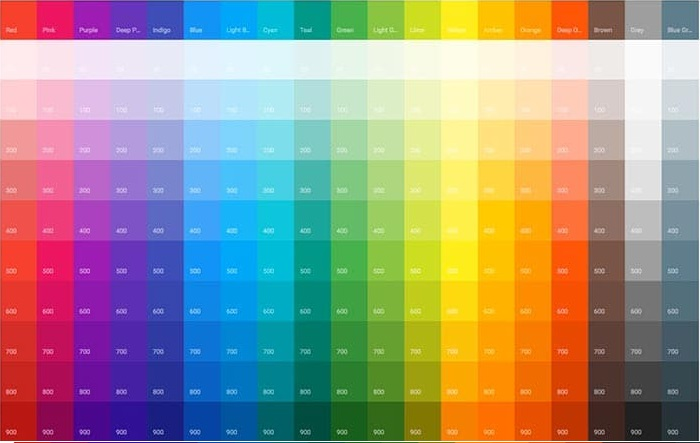 Red Pink Purple Deep P... Indigo Blue Light B... Cyan Teal Green Light G... Lime Yellow Amber Orange Deep O... Brown Grey Blue Gr...
100 100 100 100 100 100 100 100 100 100 100 100 100 100 100
200 200 200 200 200 200 200 200 200 200 200 200 200 200 200 200
300 300 300 300 300 300 300 300 300 300 300 300 300 300 300 300 300
400 400 400 400 400 400 400 400 400 400 400 400 400 400 400 400 400 400
500 500 500 500 500 500 500 500 500 500 500 500 500 500 500 500 500 500
600 600 600 600 600 600 600 600 600 600 600 600 600 600 600 600 600 600 600
700 700 700 700 700 700 700 700 700 700 700 700 700 700 700 700 700 700 700
800 800 800 800 800 800 800 800 800 800 800 800 800 800 800 800 800 800 800
900 900 900 900 900 900 900 900 900 900 900 900 900 900 900 900 900 900 900